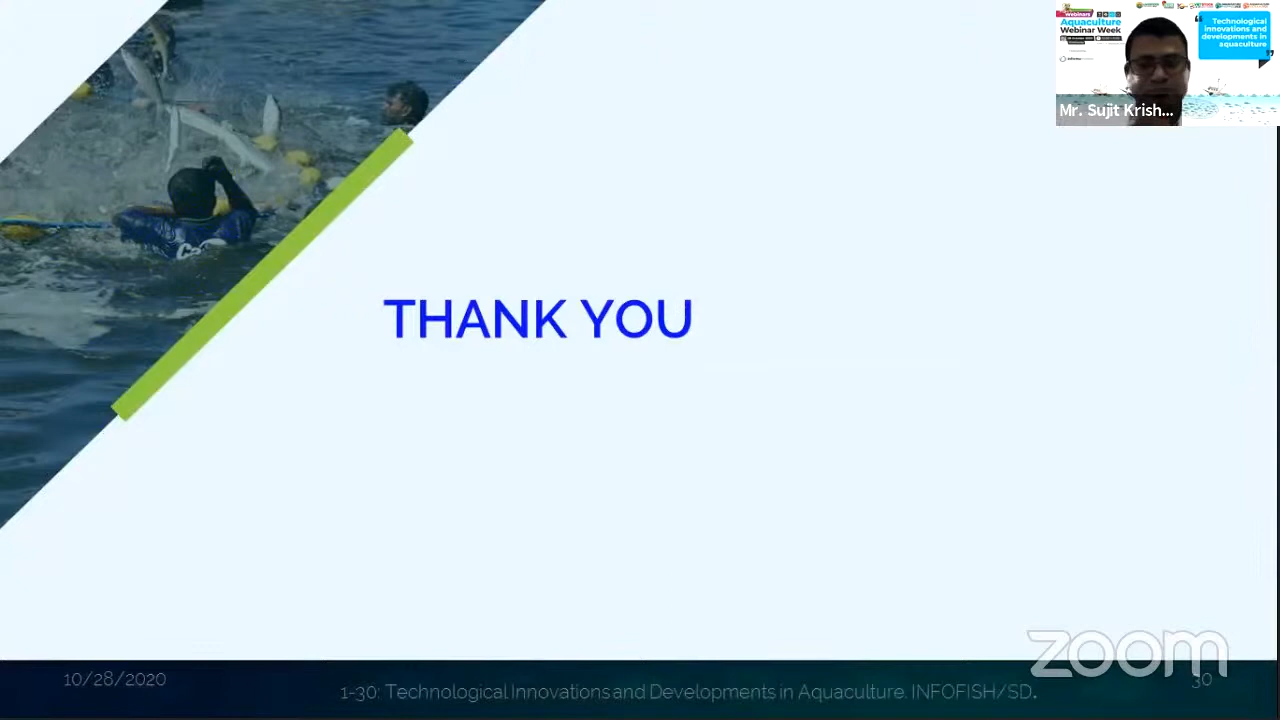 Webinars
Aquaculture
Webinar Week
Technological
innovations and
developments in
aquaculture
Mr. Sujit Krish...
THANK YOU
zoom
10/28/2020
1-30: Technological Innovations and Developments in Aquaculture. INFOFISH/SD.
30